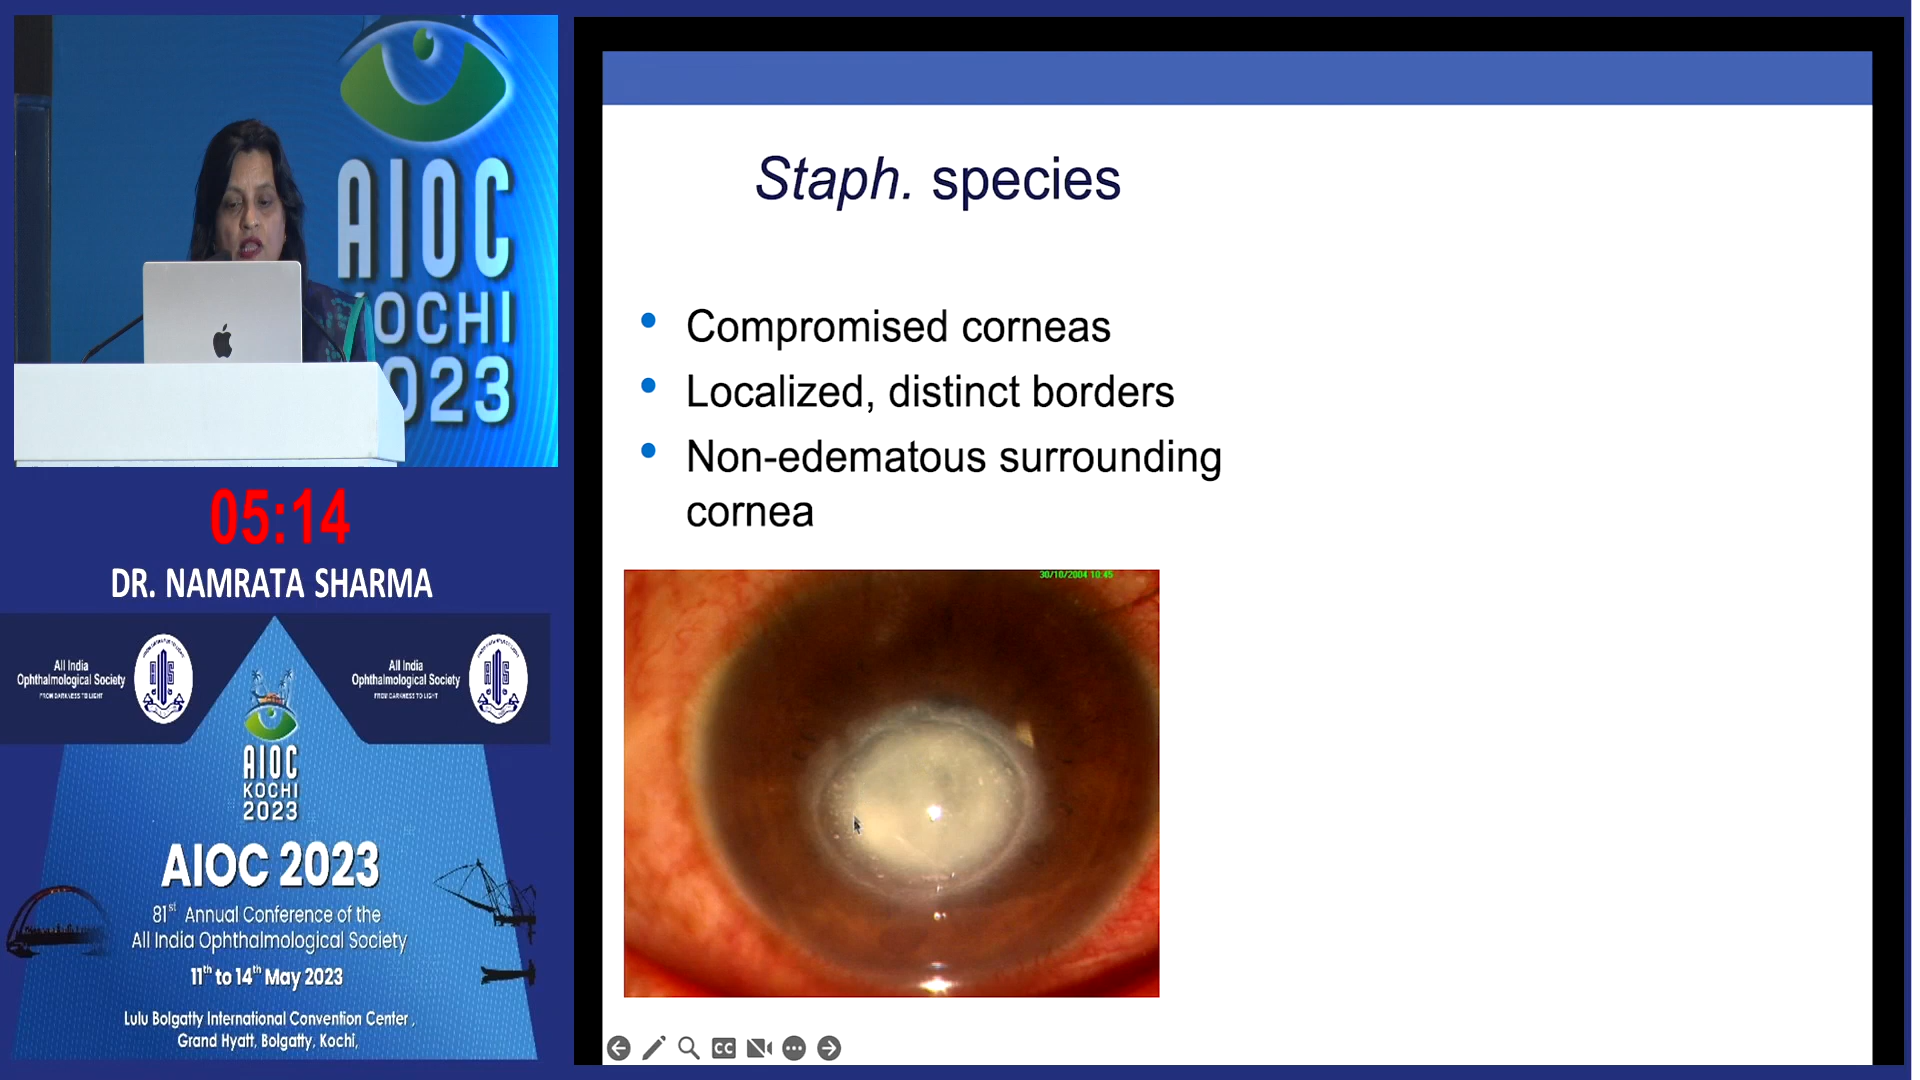 AIOC
KOCHI
2023
05:14
DR. NAMRATA SHARMA
All India
Ophthalmological Society
FROM DARKNESS TO LIGHT
All India
Ophthalmological Society
FROM DARKNESS TO LIGHT
AIOC
KOCHI
2023
AIOC 2023
81st Annual Conference of the
All India Ophthalmological Society
11th to 14th May 2023
Lulu Bolgatty International Convention Center,
Grand Hyatt, Bolgatty, Kochi,
Staph. species
• Compromised corneas
• Localized, distinct borders
• Non-edematous surrounding
cornea
30/10/2004 10:45
CC